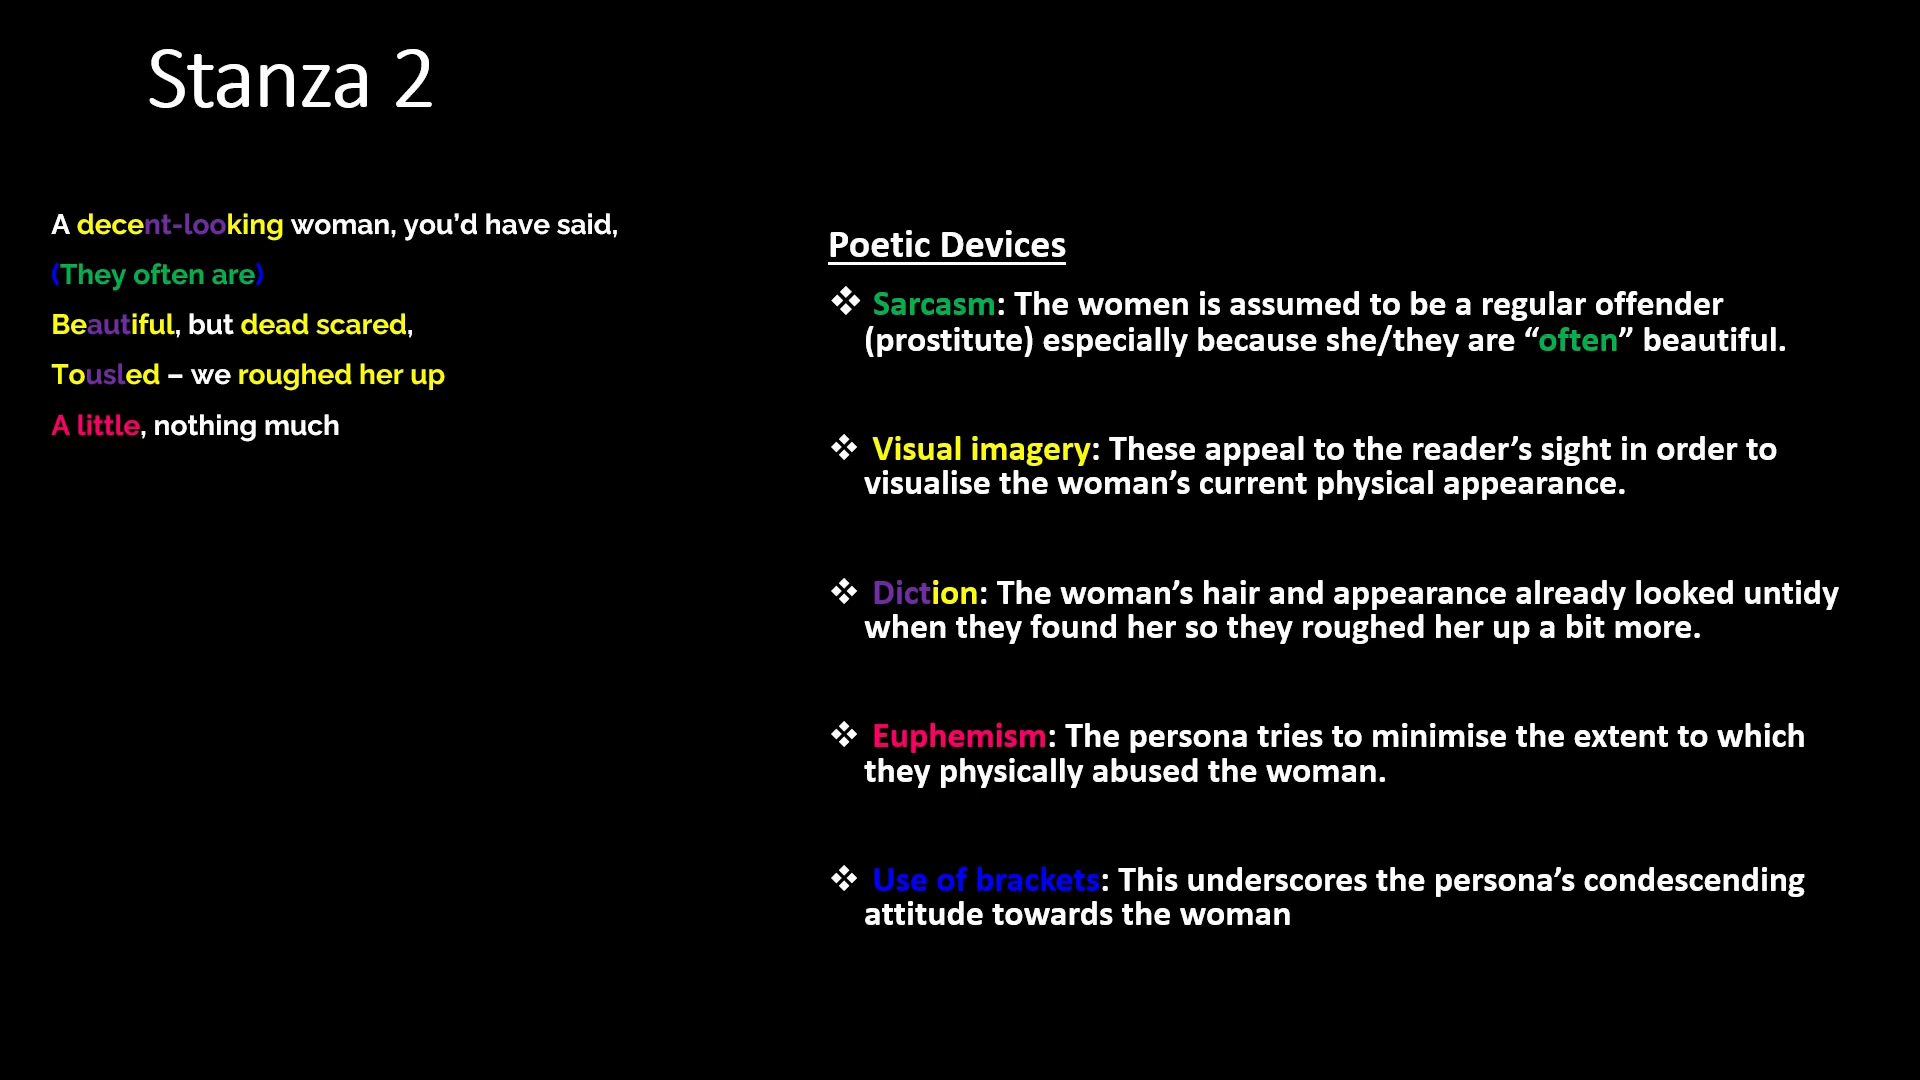 Stanza 2
A decent-looking woman, you’d have said,
(They often are)
Beautiful, but dead scared,
Tousled – we roughed her up
A little, nothing much
Poetic Devices
❖ Sarcasm: The women is assumed to be a regular offender
(prostitute) especially because she/they are “often” beautiful.
❖ Visual imagery: These appeal to the reader’s sight in order to
visualise the woman’s current physical appearance.
❖ Diction: The woman’s hair and appearance already looked untidy
when they found her so they roughed her up a bit more.
❖ Euphemism: The persona tries to minimise the extent to which
they physically abused the woman.
❖ Use of brackets: This underscores the persona’s condescending
attitude towards the woman